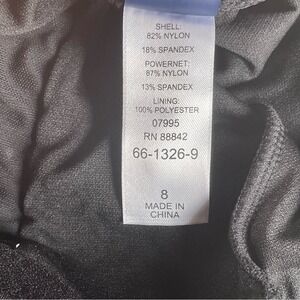 SHELL:
82% NYLON
18% SPANDEX
POWERNET:
87% NYLON
13% SPANDEX
LINING:
100% POLYESTER
07995
RN 88842
66-1326-9
8
MADE IN
CHINA